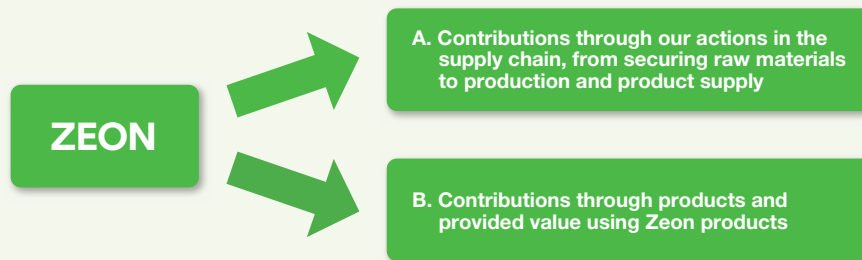 ZEON
A. Contributions through our actions in the
supply chain, from securing raw materials
to production and product supply
B. Contributions through products and
provided value using Zeon products